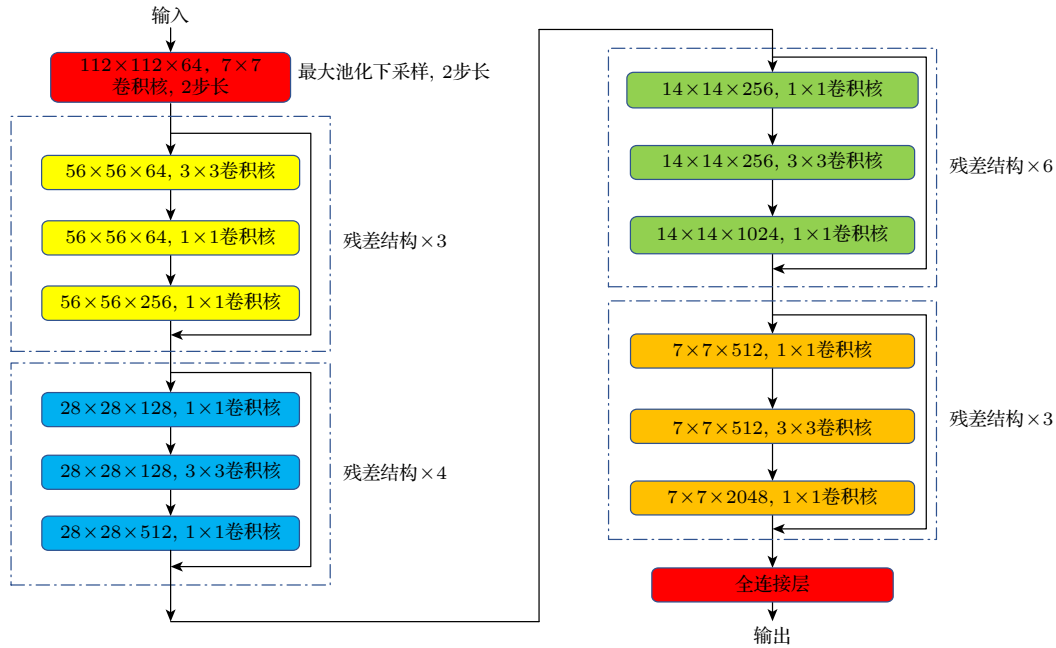 输入
112×112×64, 7×7
卷积核, 2步长
最大池化下采样, 2步长
56×56×64, 3×3卷积核
56×56×64, 1×1卷积核
56×56×256, 1×1卷积核
残差结构×3
28×28×128, 1×1卷积核
28×28×128, 3×3卷积核
28×28×512, 1×1卷积核
残差结构×4
14×14×256, 1×1卷积核
14×14×256, 3×3卷积核
14×14×1024, 1×1卷积核
残差结构×6
7×7×512, 1×1卷积核
7×7×512, 3×3卷积核
7×7×2048, 1×1卷积核
残差结构×3
全连接层
输出